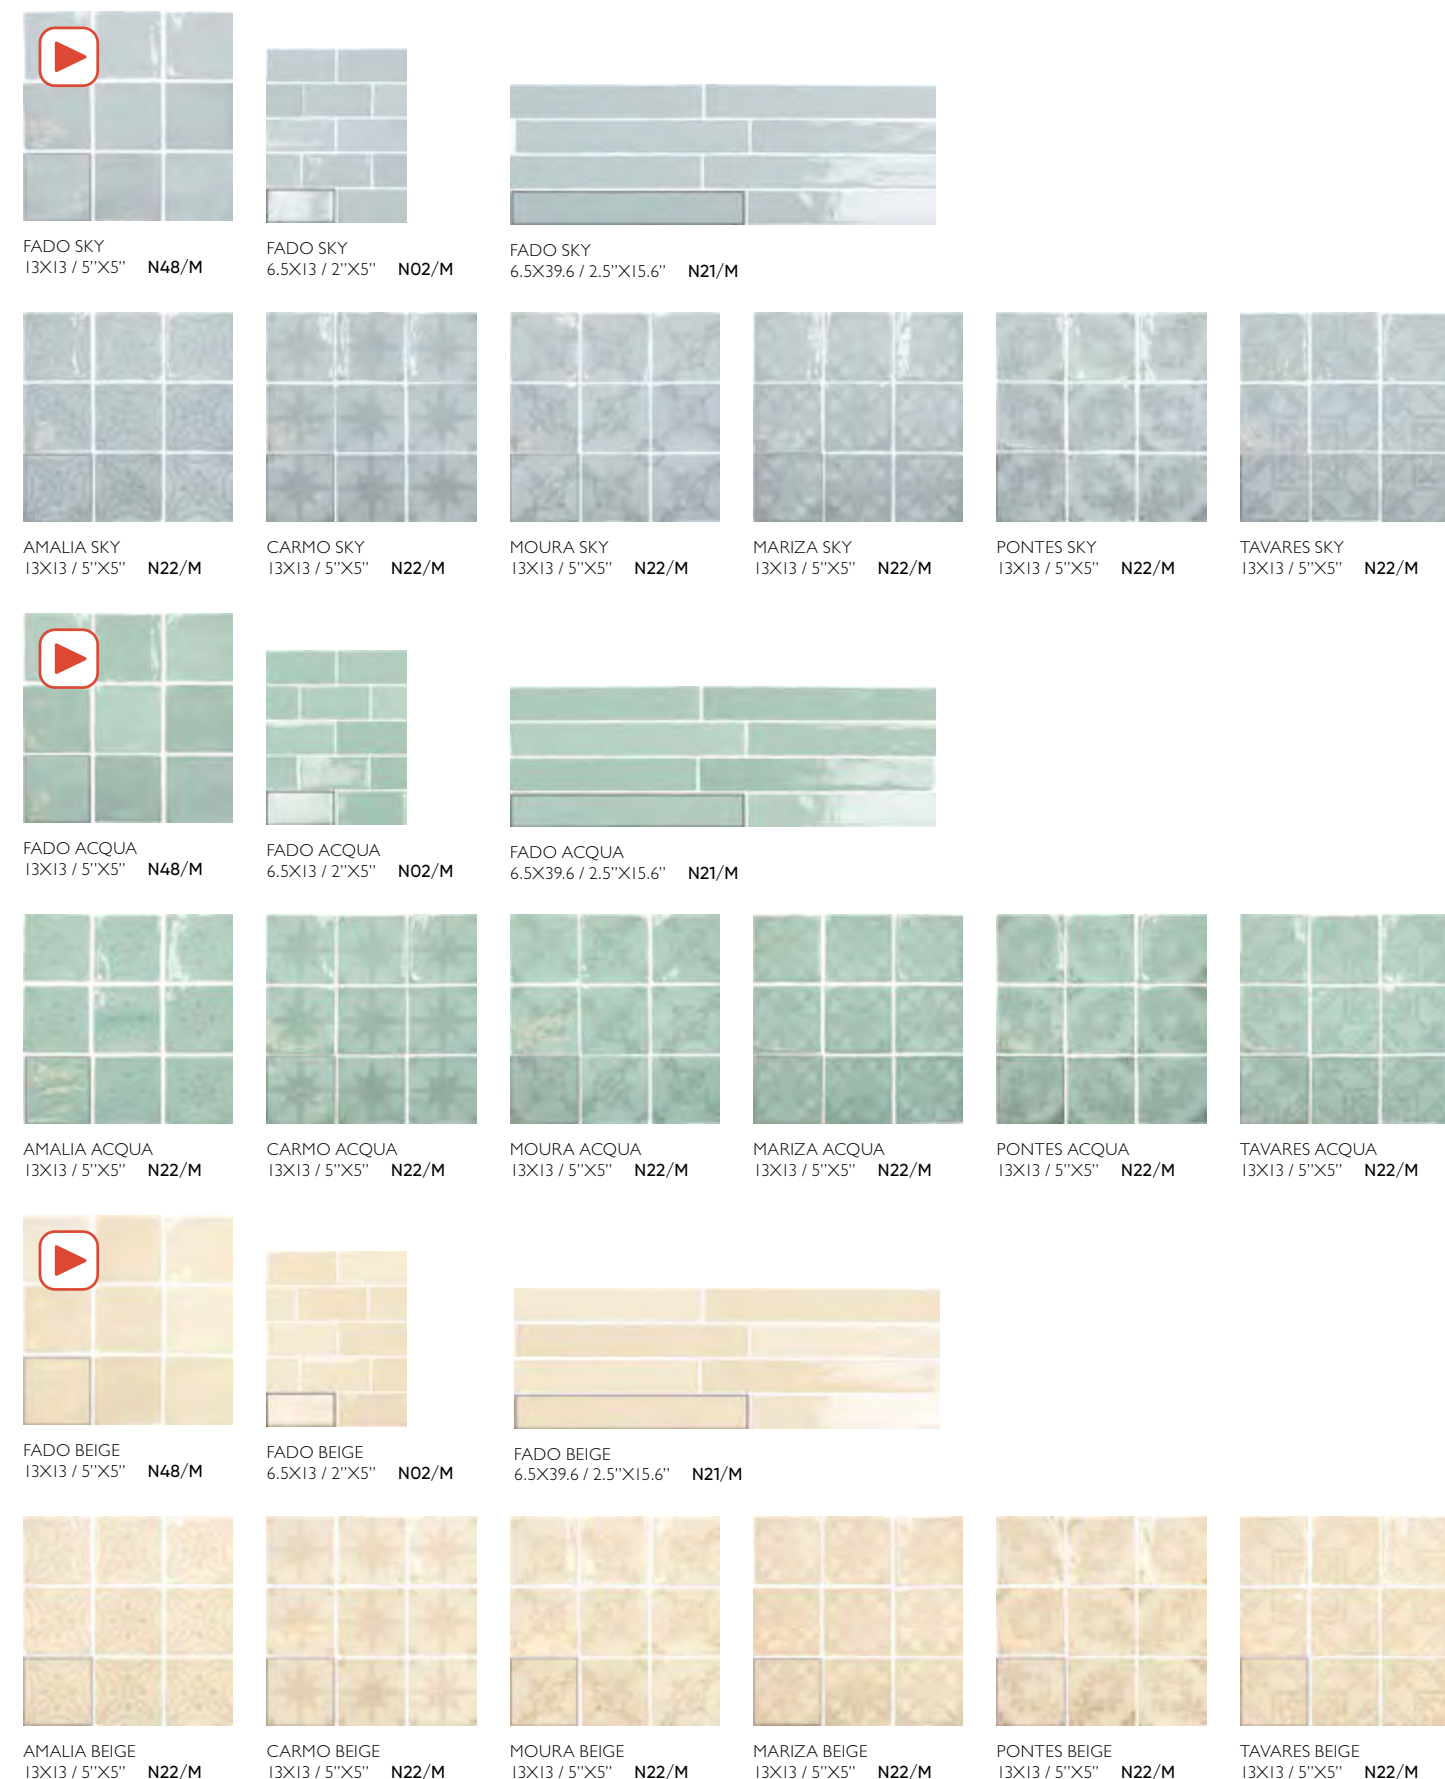 FADO SKY
13X13 / 5”X5” N48/M
FADO SKY
6.5X13 / 2”X5” N02/M
FADO SKY
6.5X39.6 / 2.5”X15.6” N21/M
AMALIA SKY
13X13 / 5”X5” N22/M
CARMO SKY
13X13 / 5”X5” N22/M
MOURA SKY
13X13 / 5”X5” N22/M
MARIZA SKY
13X13 / 5”X5” N22/M
PONTES SKY
13X13 / 5”X5” N22/M
TAVARES SKY
13X13 / 5”X5” N22/M
FADO ACQUA
13X13 / 5”X5” N48/M
FADO ACQUA
6.5X13 / 2”X5” N02/M
FADO ACQUA
6.5X39.6 / 2.5”X15.6” N21/M
AMALIA ACQUA
13X13 / 5”X5” N22/M
CARMO ACQUA
13X13 / 5”X5” N22/M
MOURA ACQUA
13X13 / 5”X5” N22/M
MARIZA ACQUA
13X13 / 5”X5” N22/M
PONTES ACQUA
13X13 / 5”X5” N22/M
TAVARES ACQUA
13X13 / 5”X5” N22/M
FADO BEIGE
13X13 / 5”X5” N48/M
FADO BEIGE
6.5X13 / 2”X5” N02/M
FADO BEIGE
6.5X39.6 / 2.5”X15.6” N21/M
AMALIA BEIGE
13X13 / 5”X5” N22/M
CARMO BEIGE
13X13 / 5”X5” N22/M
MOURA BEIGE
13X13 / 5”X5” N22/M
MARIZA BEIGE
13X13 / 5”X5” N22/M
PONTES BEIGE
13X13 / 5”X5” N22/M
TAVARES BEIGE
13X13 / 5”X5” N22/M